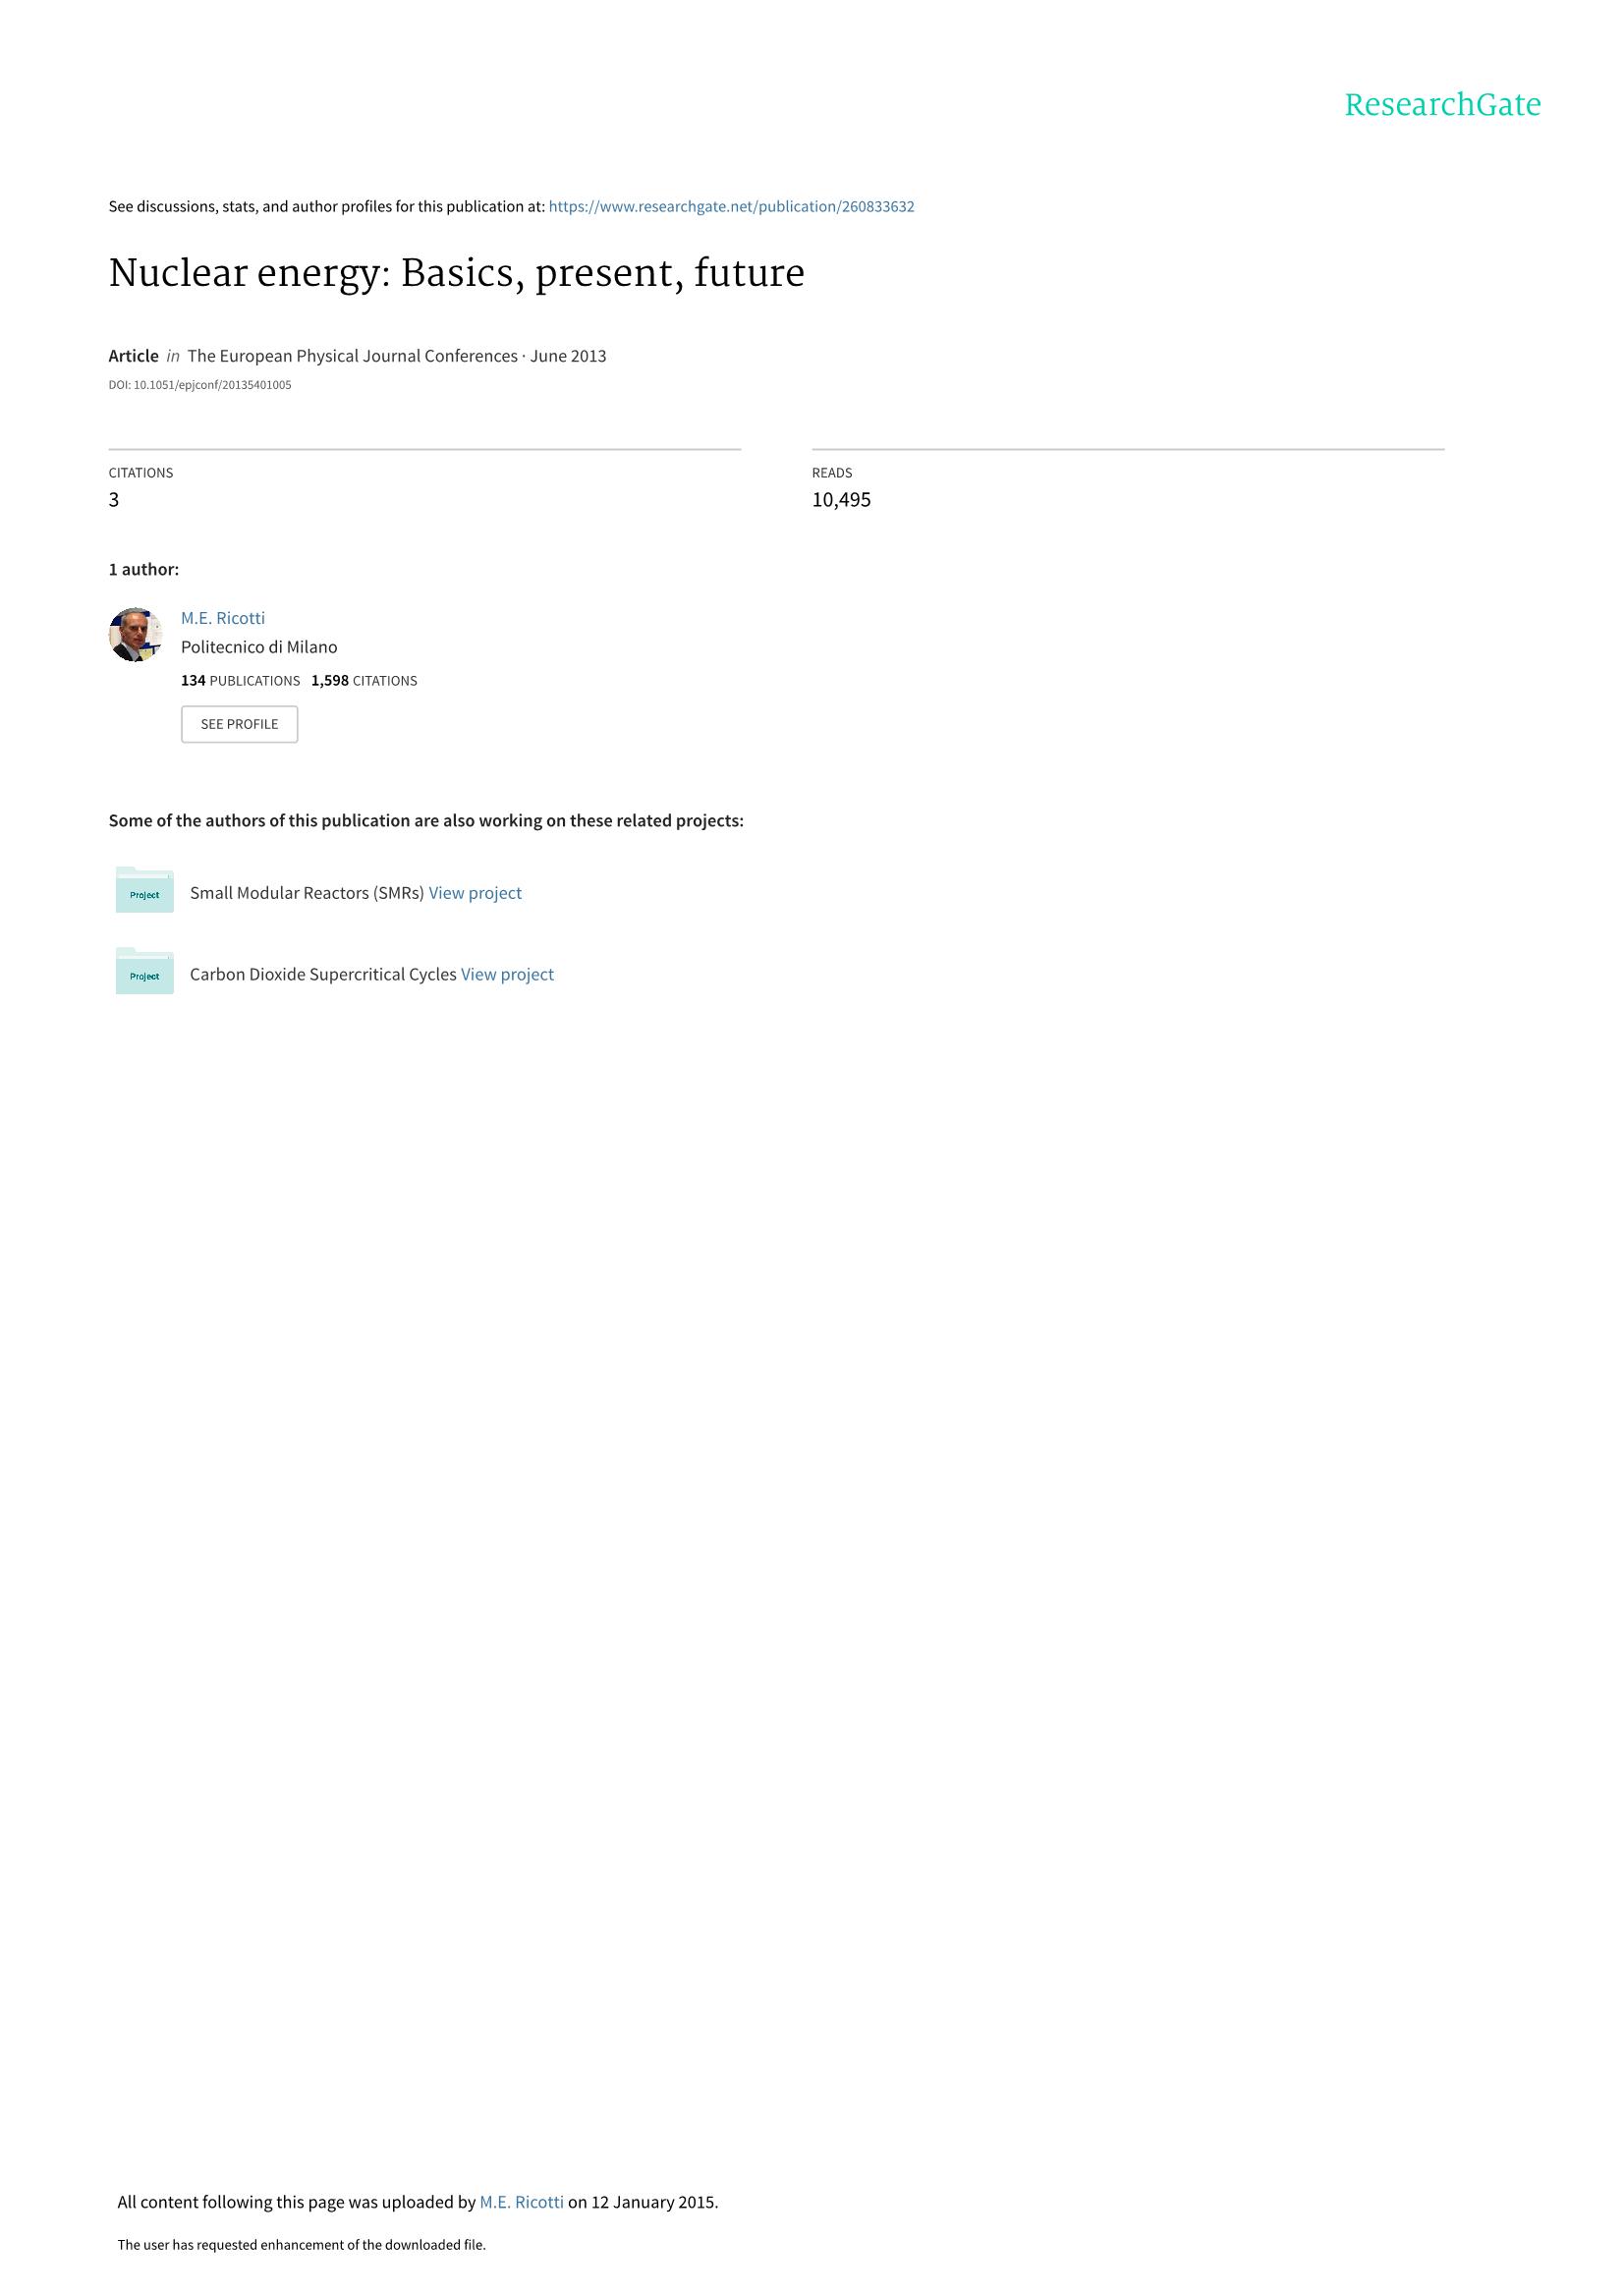 ResearchGate
See discussions, stats, and author profiles for this publication at: https://www.researchgate.net/publication/260833632
Nuclear energy: Basics, present, future
Article in The European Physical Journal Conferences · June 2013
DOI: 10.1051/epjconf/20135401005
CITATIONS
3
READS
10,495
1 author:
M.E. Ricotti
Politecnico di Milano
134 PUBLICATIONS 1,598 CITATIONS
SEE PROFILE
Some of the authors of this publication are also working on these related projects:
Project
Small Modular Reactors (SMRs) View project
Project
Carbon Dioxide Supercritical Cycles View project
All content following this page was uploaded by M.E. Ricotti on 12 January 2015.
The user has requested enhancement of the downloaded file.